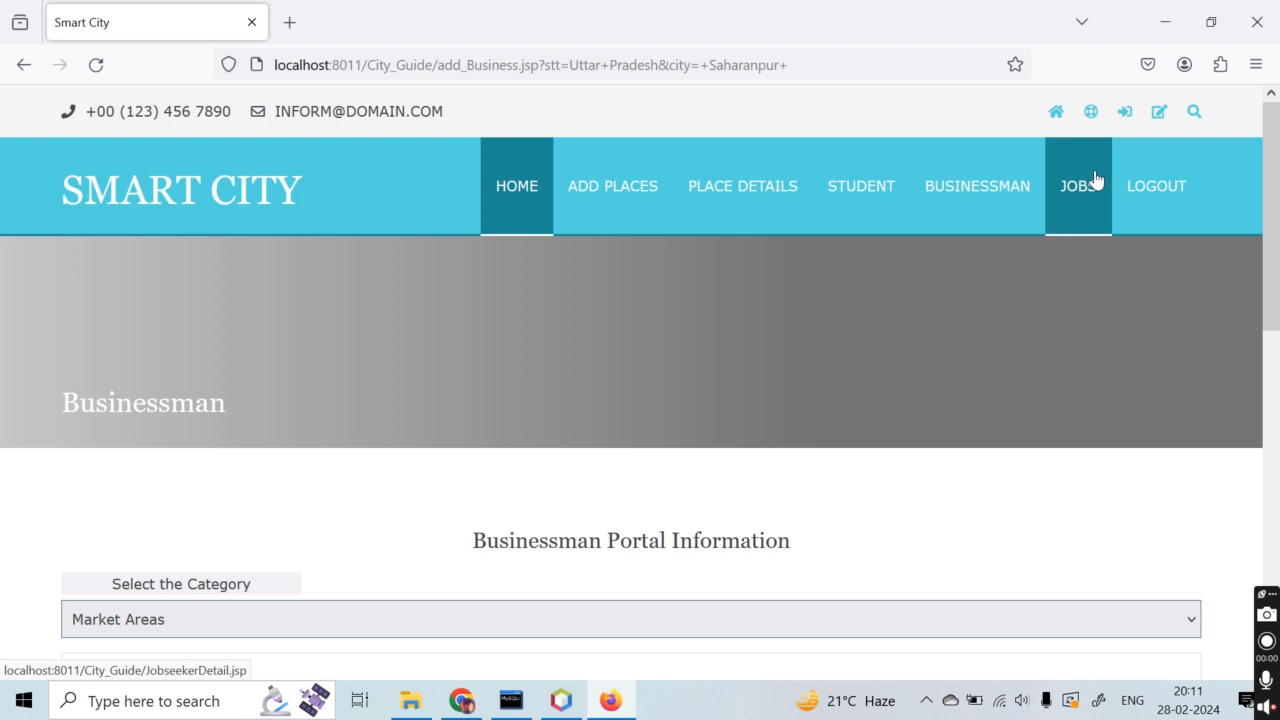 Smart City
localhost:8011/City_Guide/add_Business.jsp?stt=Uttar+Pradesh&city=+Saharanpur+
+00 (123) 456 7890 INFORM@DOMAIN.COM
SMART CITY HOME ADD PLACES PLACE DETAILS STUDENT BUSINESSMAN JOBS LOGOUT
Businessman
Businessman Portal Information
Select the Category
Market Areas
localhost:8011/City_Guide/JobseekerDetail.jsp
00:00
Type here to search
21°C Haze
ENG
20:11
28-02-2024